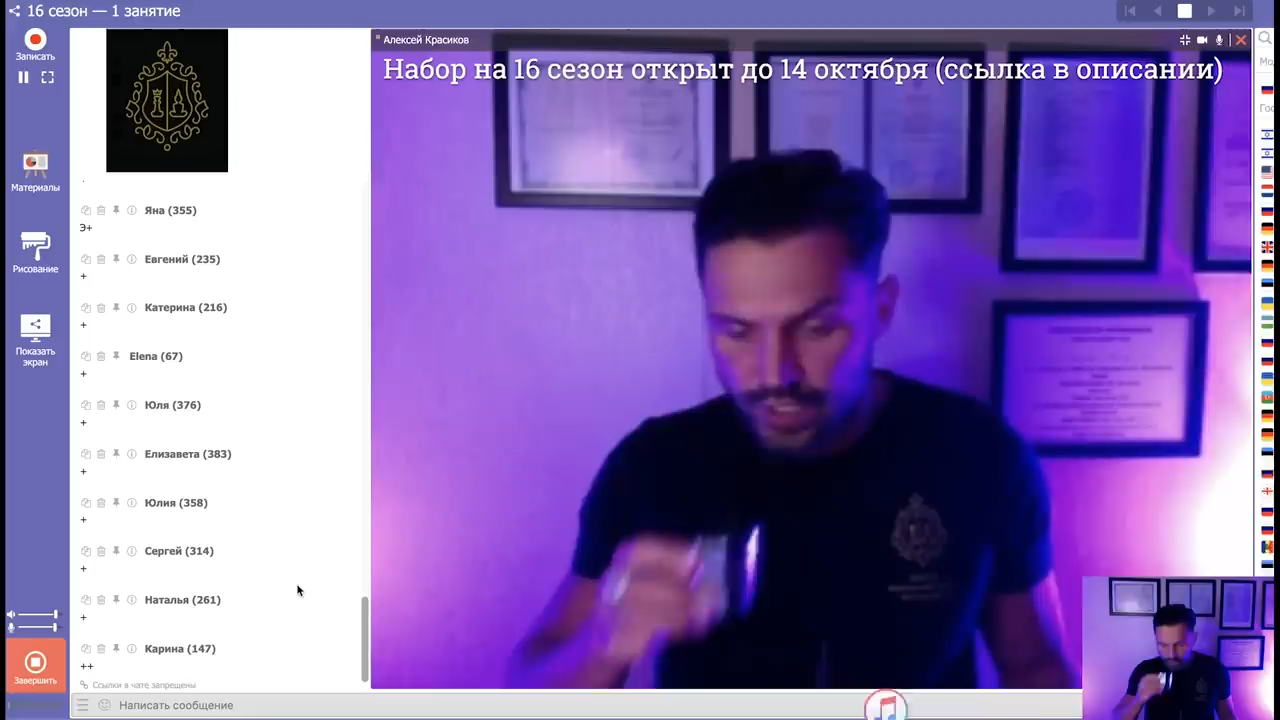 16 сезон — 1 занятие
Записать
Материалы
Рисование
Показать
экран
Завершить
Яна (355)
Э+
Евгений (235)
+
Катерина (216)
+
Elena (67)
+
Юля (376)
+
Елизавета (383)
+
Юлия (358)
+
Сергей (314)
+
Наталья (261)
+
Карина (147)
++
Ссылки в чате запрещены
Написать сообщение
Алексей Красиков
Набор на 16 сезон открыт до 14 октября (ссылка в описании)